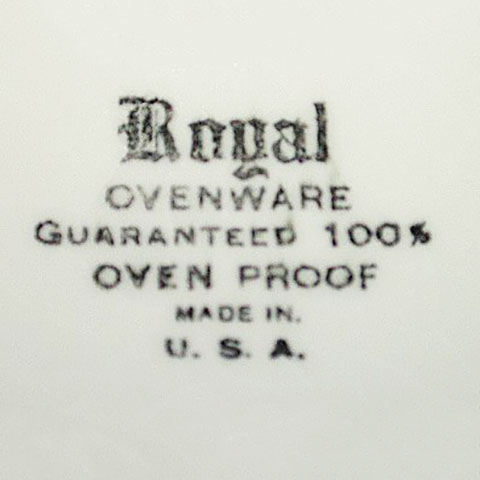 Royal
OVENWARE
GUARANTEED 100%
OVEN PROOF
MADE IN.
U. S. A.